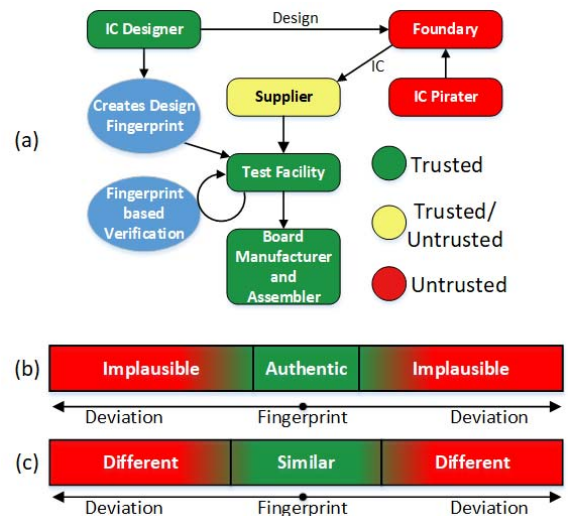 IC Designer
Design
Foundary
IC
Creates Design
Fingerprint
Supplier
IC Pirater
(a)
Test Facility
Trusted
Fingerprint
based
Verification
Trusted/
Untrusted
Board
Manufacturer
and
Assembler
Untrusted
(b)
Implausible
Authentic
Implausible
Deviation
Fingerprint
Deviation
(c)
Different
Similar
Different
Deviation
Fingerprint
Deviation